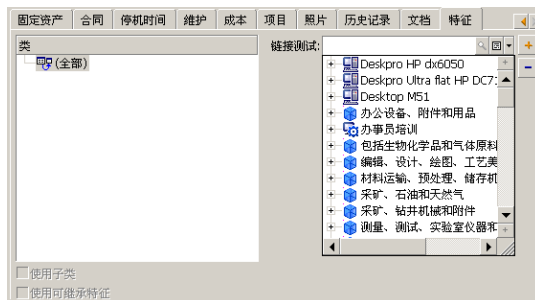 固定资产 合同 停机时间 维护 成本 项目 照片 历史记录 文档 特征
类
(全部)
链接测试:
Deskpro HP dx6050
Deskpro Ultra flat HP DC7
Desktop M51
办公设备、附件和用品
办事员培训
包括生物化学品和气体原料
编辑、设计、绘图、工艺美
材料运输、预处理、储存机
采矿、石油和天然气
采矿、钻井机械和附件
测量、测试、实验室仪器和
使用子类
使用可继承特征